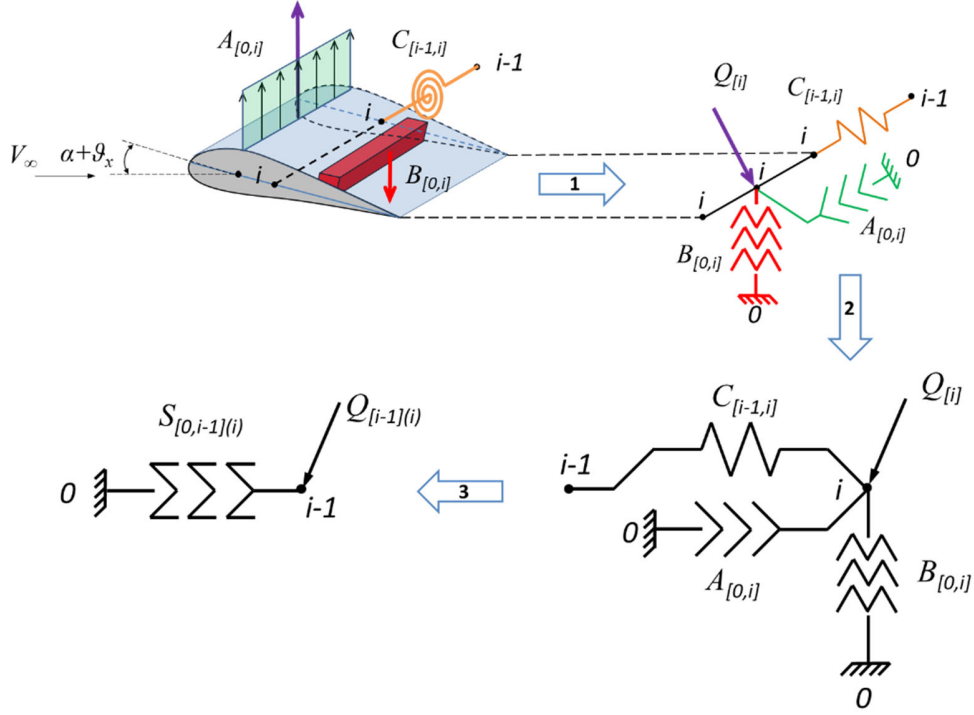 A[0,i]
C[i-1,i]
i-1
i
V∞
α+ϑx
i
B[0,i]
1
Q[i]
C[i-1,i]
i-1
i
0
i
i
A[0,i]
B[0,i]
0
2
S[0,i-1](i)
Q[i-1](i)
0
i-1
3
C[i-1,i]
Q[i]
i-1
i
0
A[0,i]
B[0,i]
0